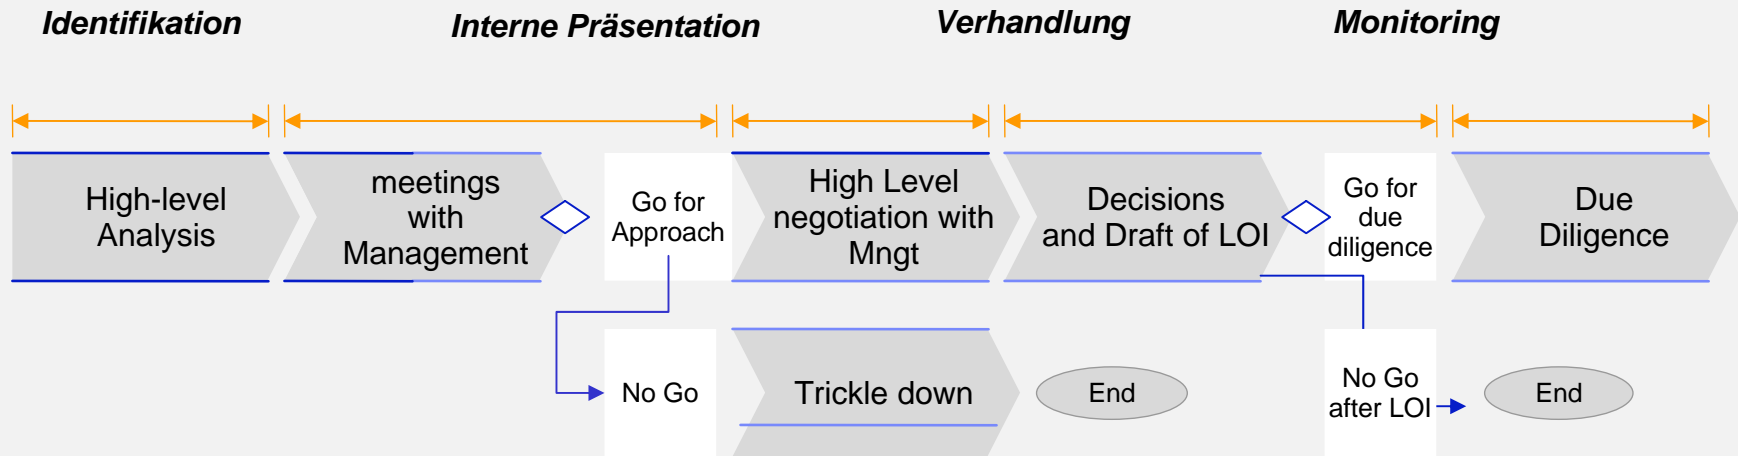 Identifikation
Interne Präsentation
Verhandlung
Monitoring
High-level
Analysis
meetings
with
Management
Go for
Approach
High Level
negotiation with
Mngt
Decisions
and Draft of LOI
Go for
due
diligence
Due
Diligence
No Go
Trickle down
End
No Go
after LOI
End